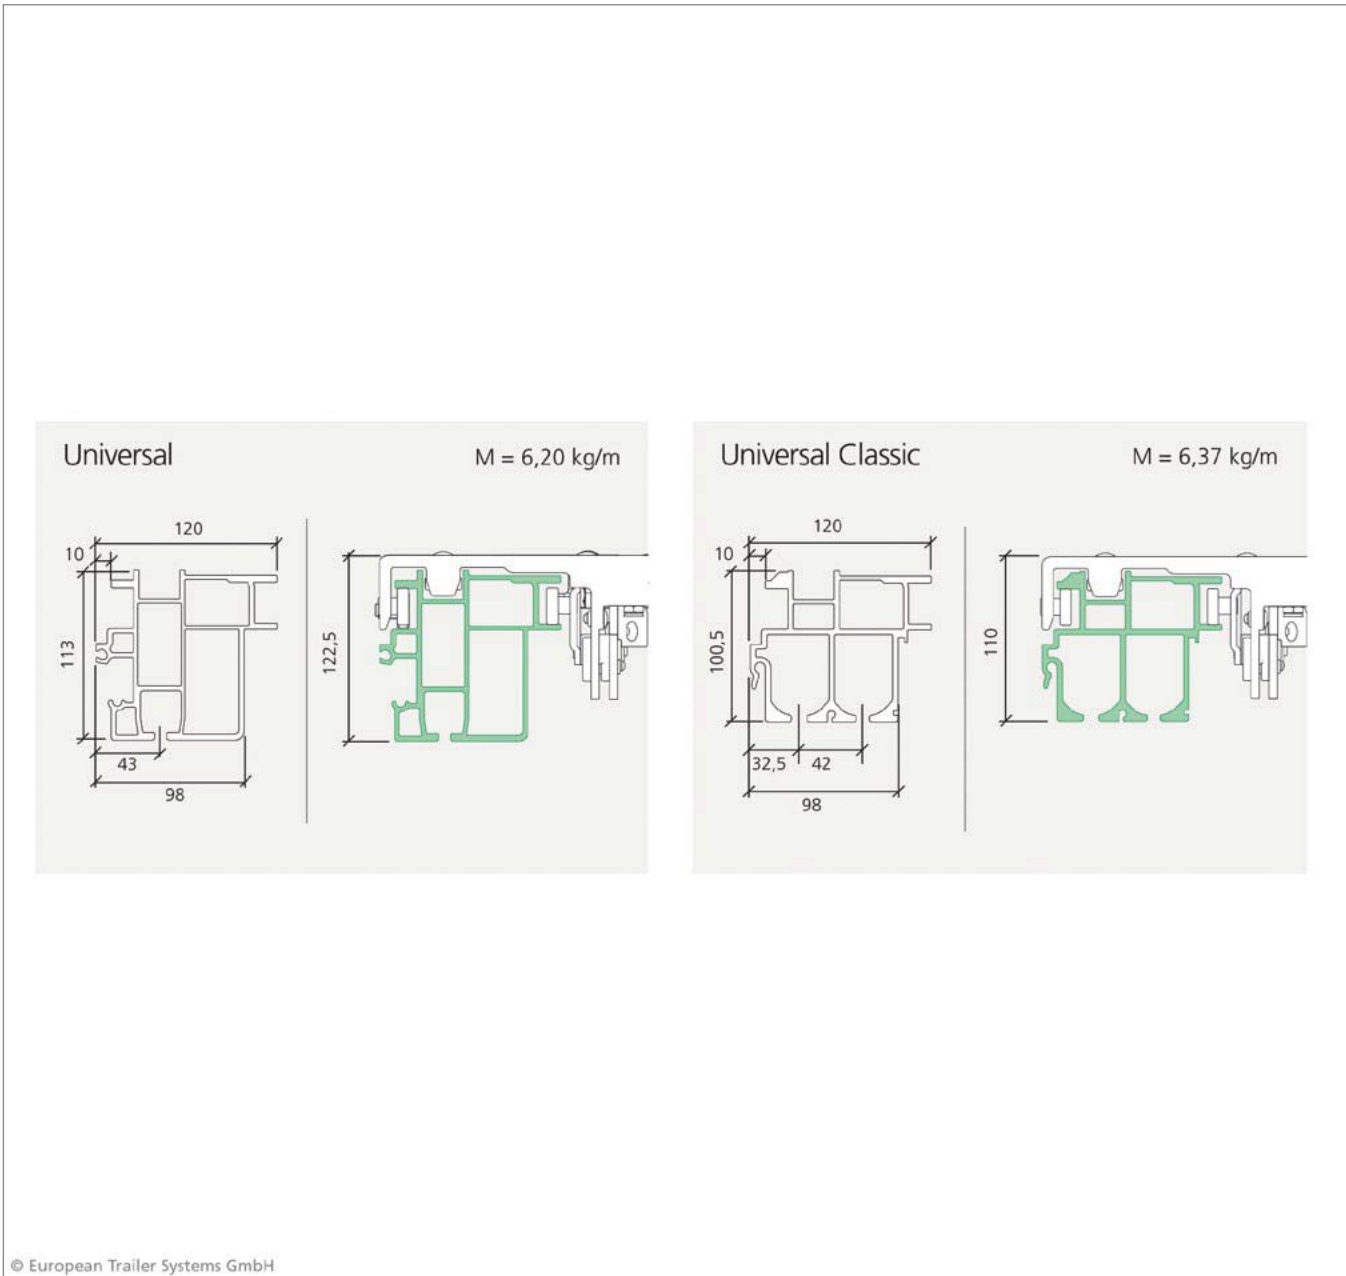 Universal
M = 6,20 kg/m
120
10
113
43
98
122,5
Universal Classic
M = 6,37 kg/m
120
10
100,5
32,5
42
98
110
© European Trailer Systems GmbH